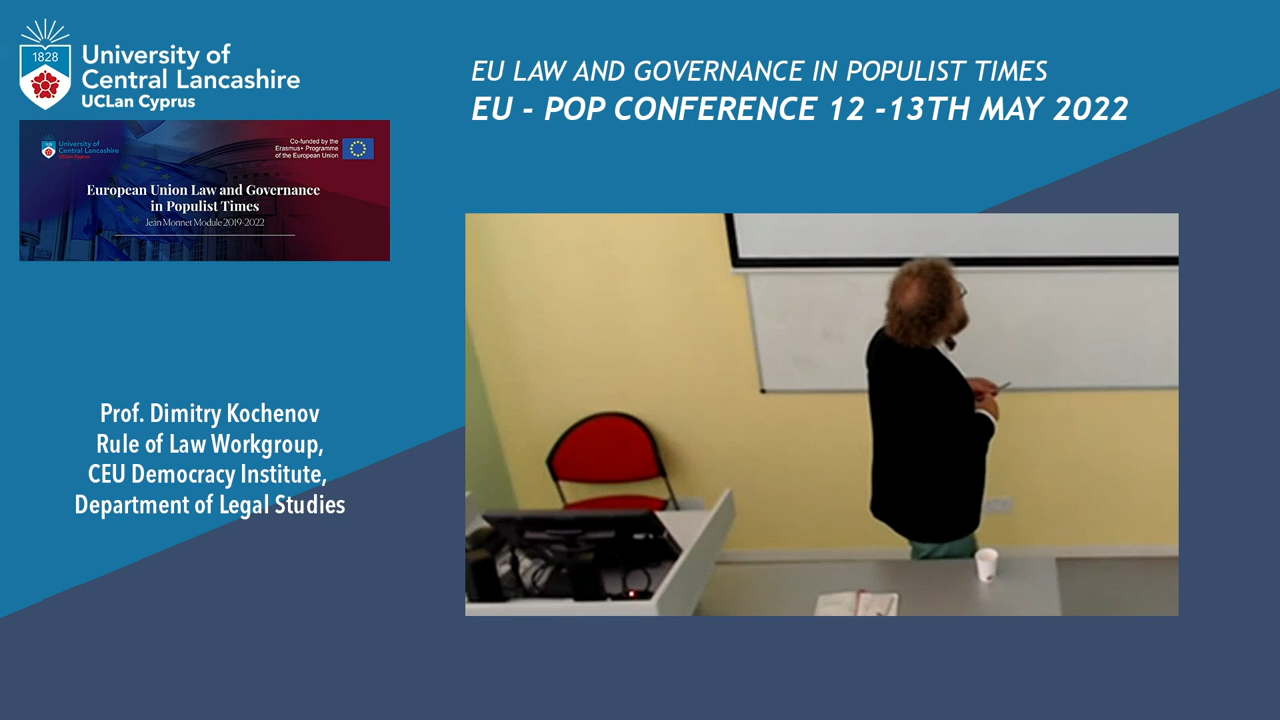 1828
University of
Central Lancashire
UCLan Cyprus
EU LAW AND GOVERNANCE IN POPULIST TIMES
EU - POP CONFERENCE 12 -13TH MAY 2022
University of
Central Lancashire
UCLan Cyprus
Co-funded by the
Erasmus+ Programme
of the European Union
European Union Law and Governance
in Populist Times
Jean Monnet Module 2019-2022
Prof. Dimitry Kochenov
Rule of Law Workgroup,
CEU Democracy Institute,
Department of Legal Studies